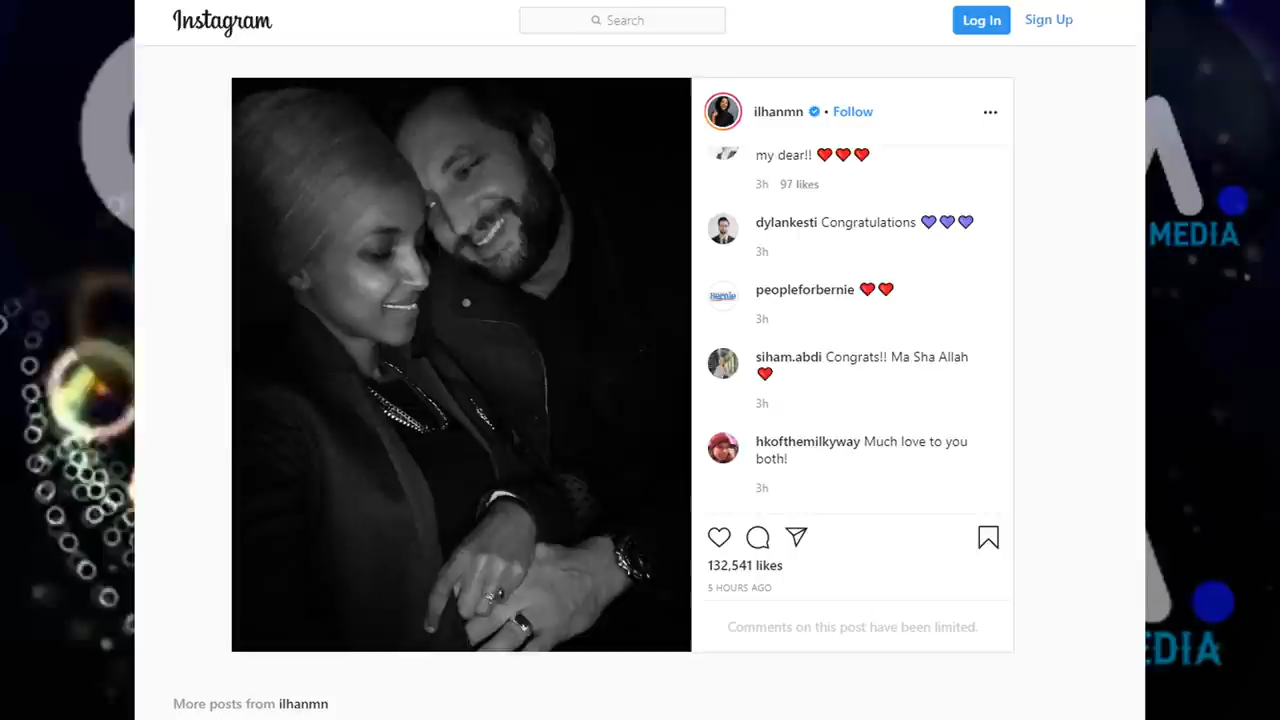 Instagram
Search
Log In
Sign Up
ilhanmn • Follow
my dear!! ❤️❤️❤️
3h 97 likes
dylankesti Congratulations 💜💜💜
3h
peopleforbernie ❤️❤️
3h
siham.abdi Congrats!! Ma Sha Allah
❤️
3h
hkofthemilkyway Much love to you
both!
3h
132,541 likes
5 HOURS AGO
Comments on this post have been limited.
More posts from ilhanmn
MEDIA
EDIA